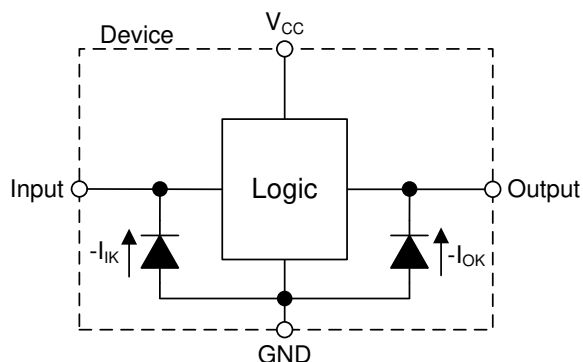 Device
VCC
Input
Logic
Output
-IIK
-IOK
GND